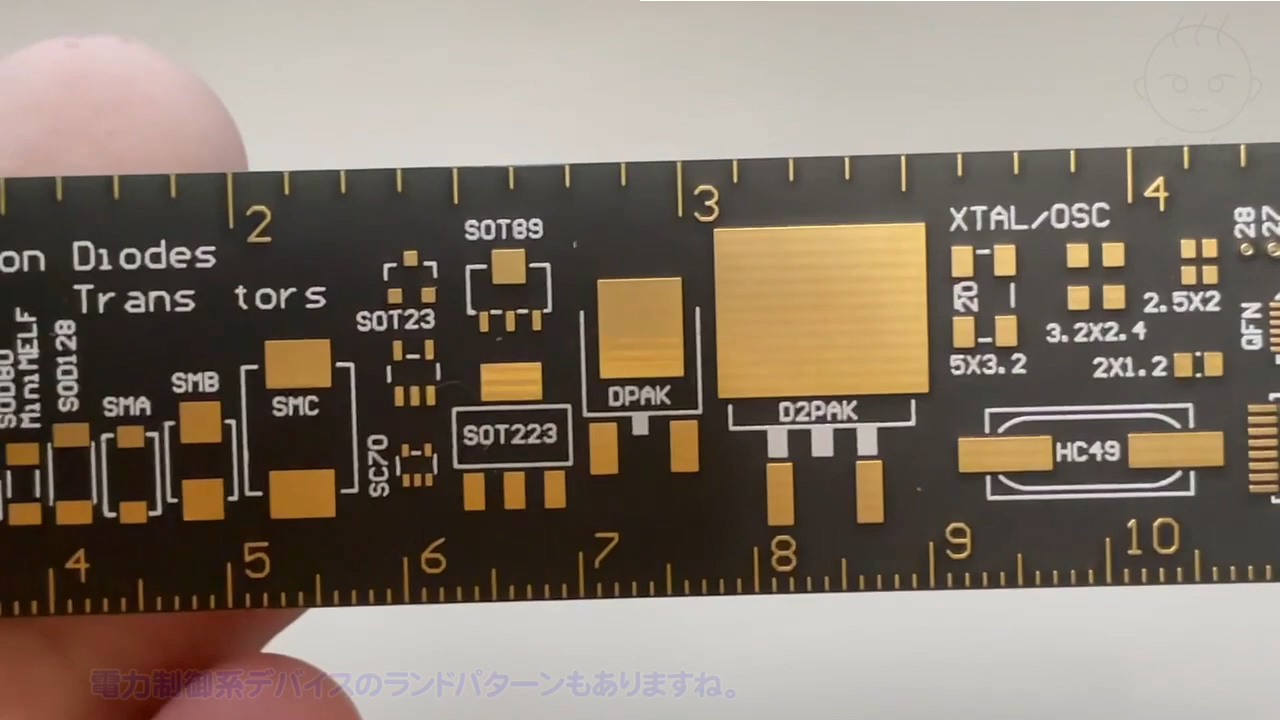 2
3
4
on Diodes
Trans tors
SOD80
MiniMELF
SOD128
SMA
SMB
SMC
SOT23
SC70
SOT89
SOT223
DPAK
D2PAK
XTAL/OSC
20
5X3.2
3.2X2.4
2.5X2
2X1.2
HC49
28
27
QFN
4
5
6
7
8
9
10
電力制御系デバイスのランドパターンもありますね。